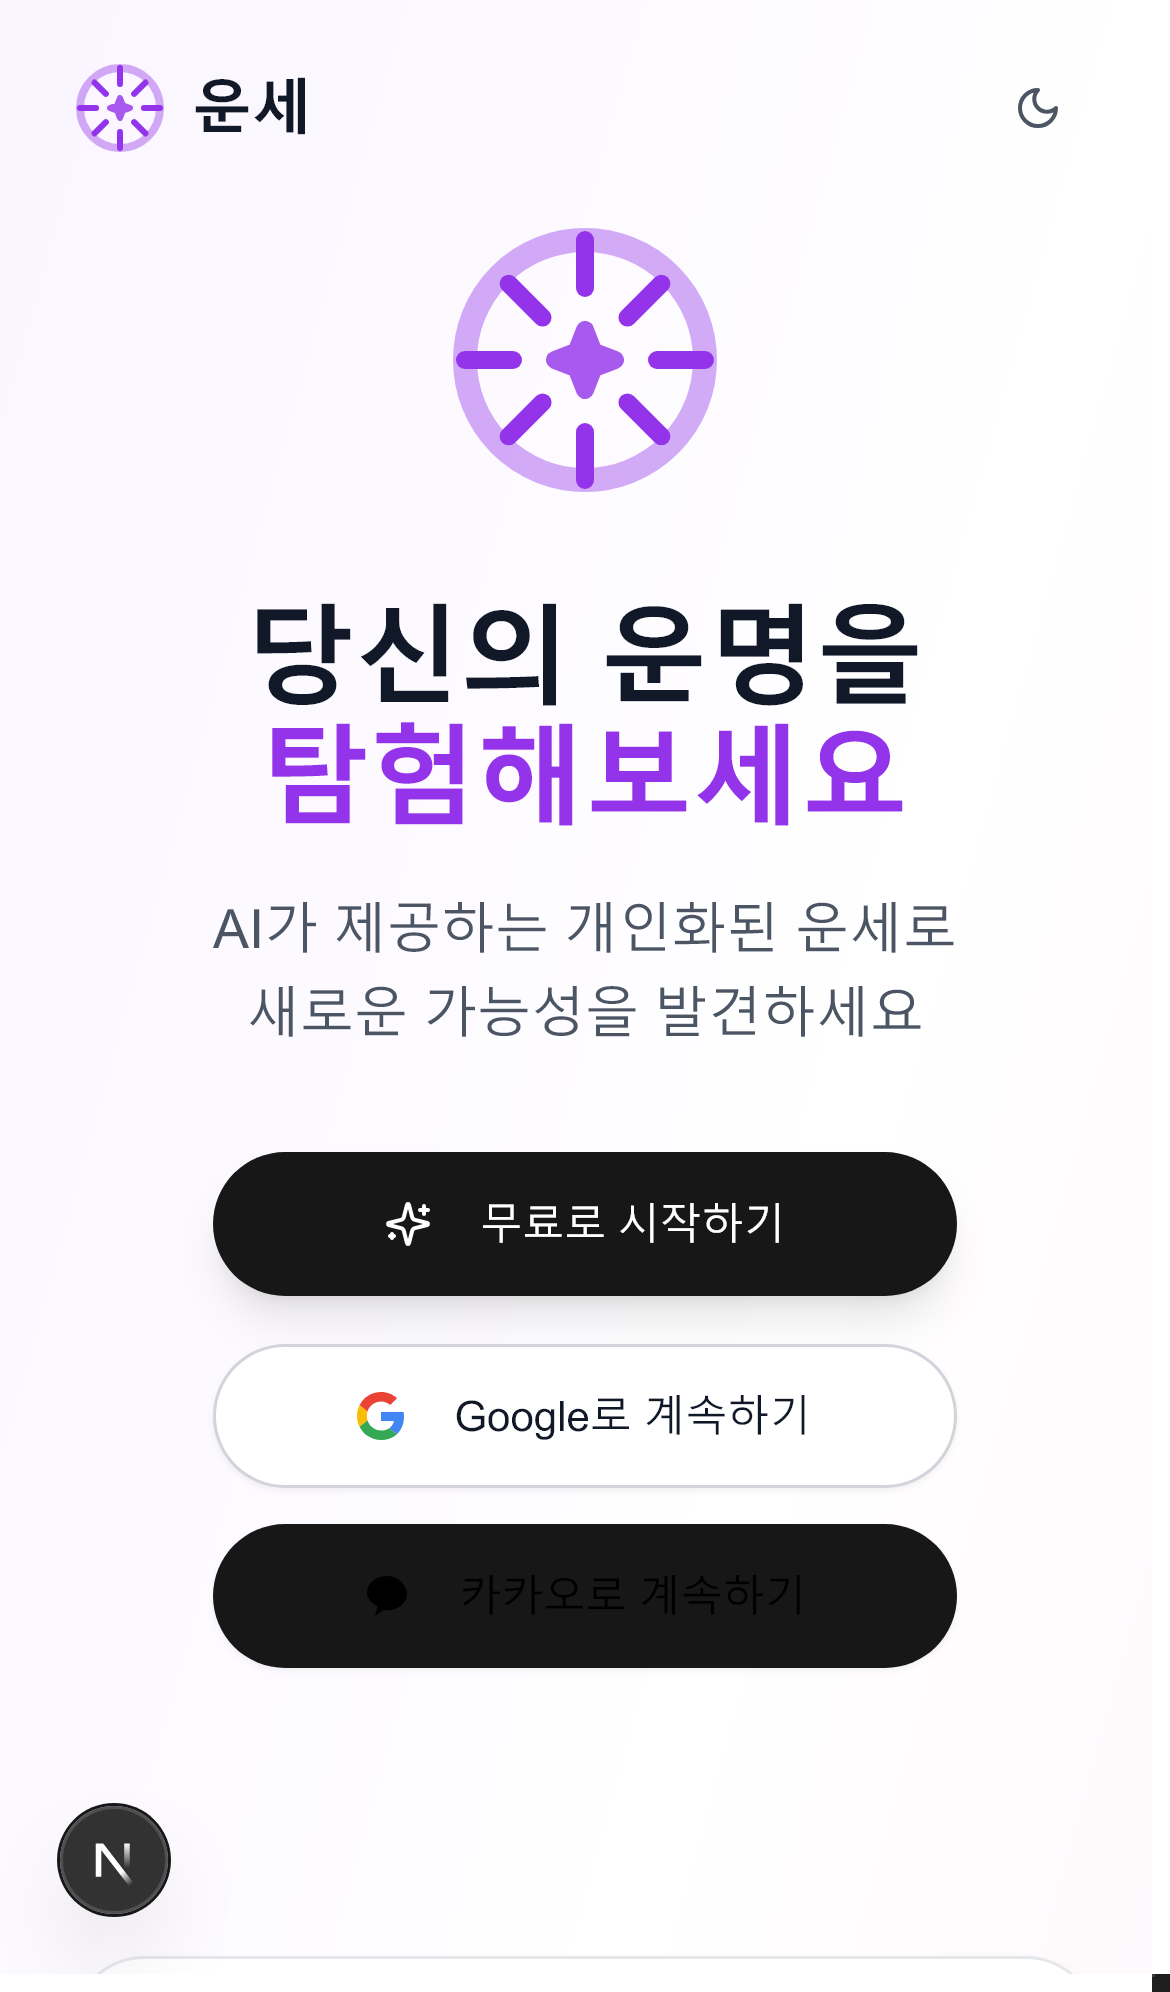 운세
당신의 운명을
탐험해보세요
AI가 제공하는 개인화된 운세로
새로운 가능성을 발견하세요
무료로 시작하기
Google로 계속하기
카카오로 계속하기
N